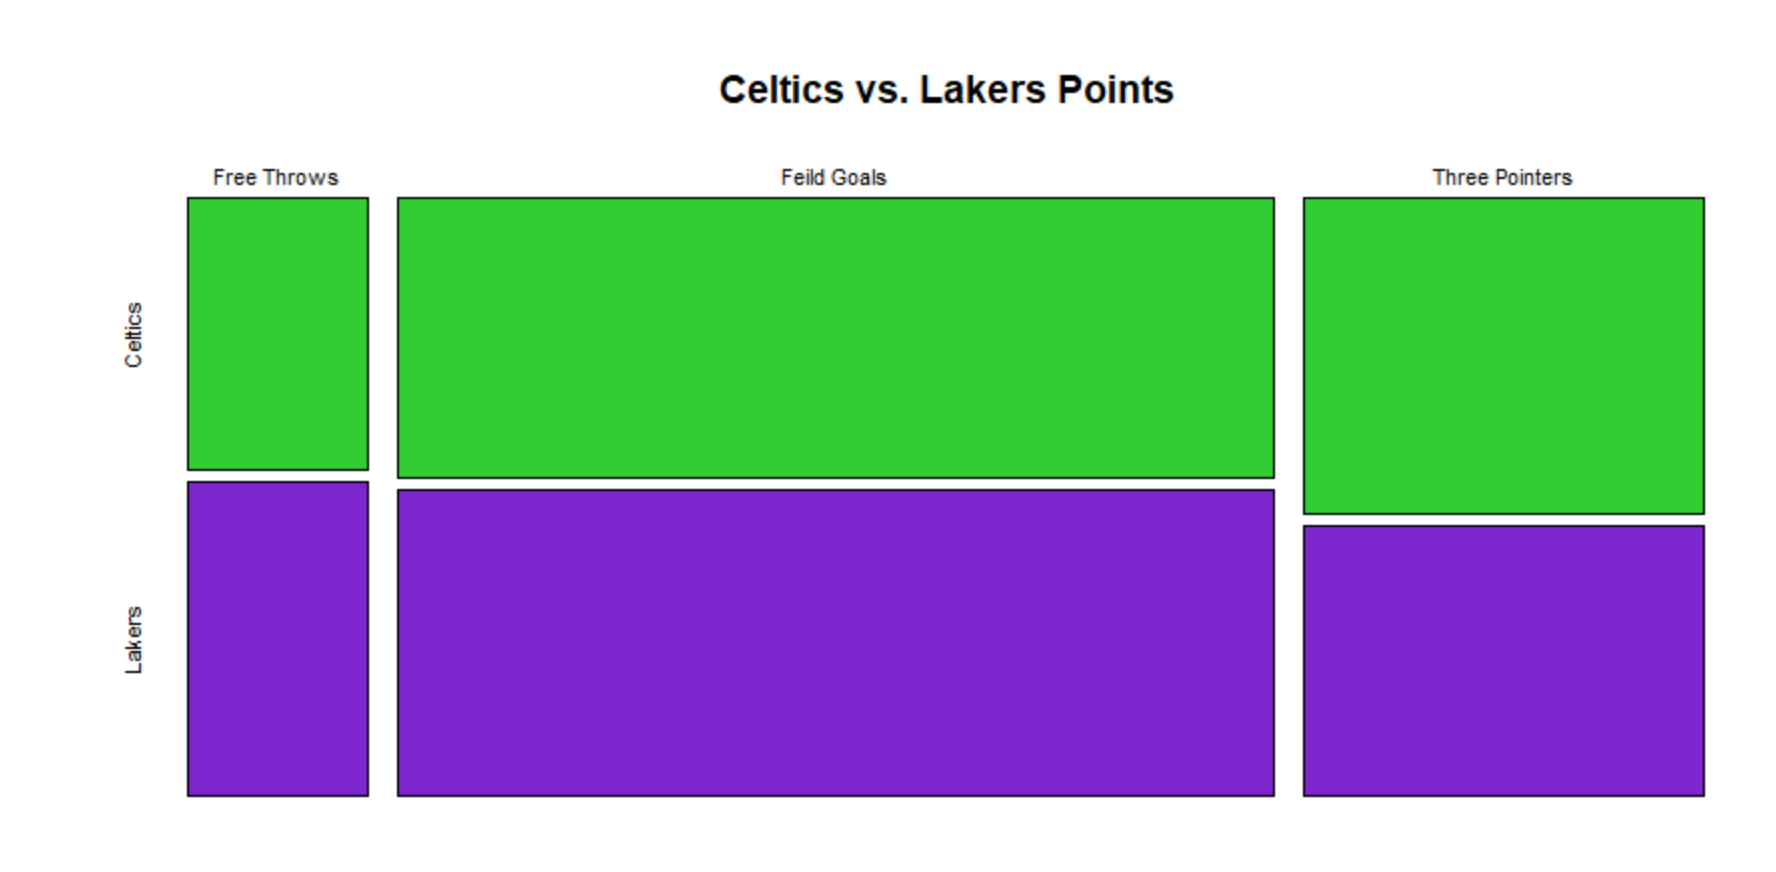 Celtics vs. Lakers Points
Free Throws
Feild Goals
Three Pointers
Celtics
Lakers